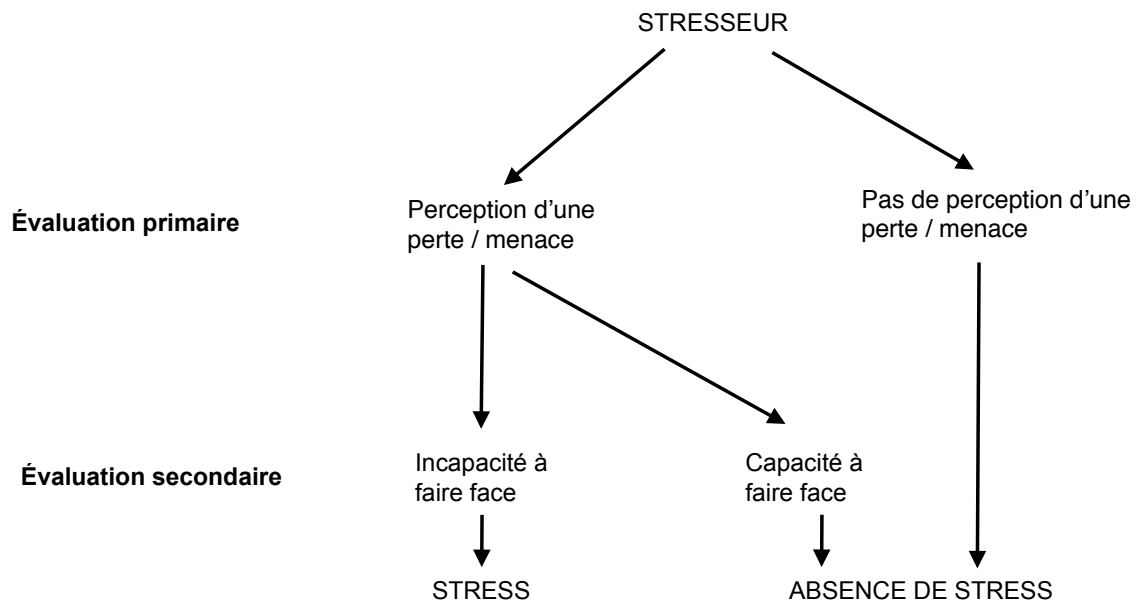 STRESSEUR
Évaluation primaire
Perception d’une
perte / menace
Pas de perception d’une
perte / menace
Évaluation secondaire
Incapacité à
faire face
Capacité à
faire face
STRESS
ABSENCE DE STRESS